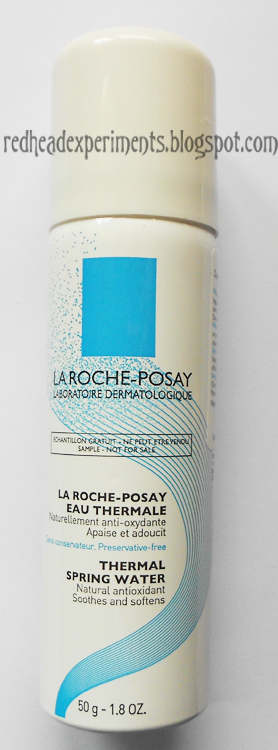 redheadexperiments.blogspot.com
LA ROCHE-POSAY
LABORATOIRE DERMATOLOGIQUE
ECHANTILLON GRATUIT - NE PEUT ETRE VENDU
SAMPLE - NOT FOR SALE
LA ROCHE-POSAY
EAU THERMALE
Naturellement anti-oxydante
Apaise et adoucit
Sans conservateur. Preservative-free
THERMAL
SPRING WATER
Natural antioxidant
Soothes and softens
50 g - 1.8 OZ.